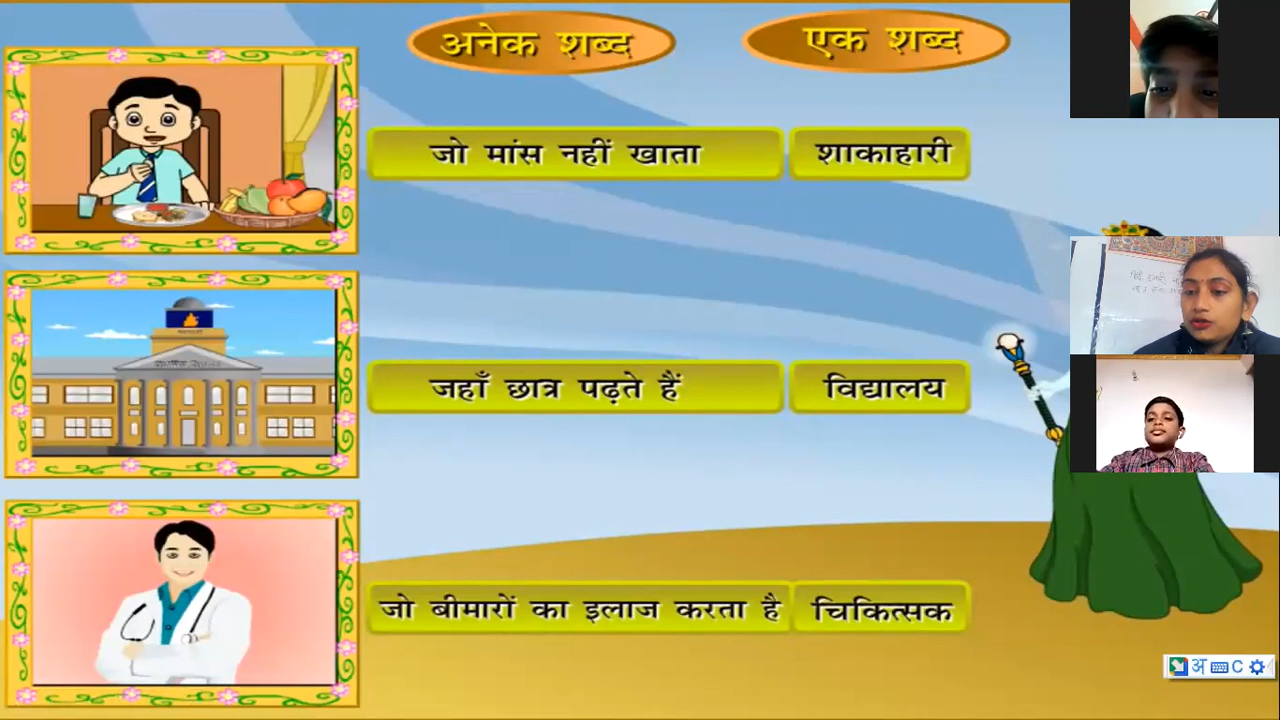 अनेक शब्द
एक शब्द
जो मांस नहीं खाता
शाकाहारी
जहाँ छात्र पढ़ते हैं
विद्यालय
जो बीमारों का इलाज करता है
चिकित्सक
अ C